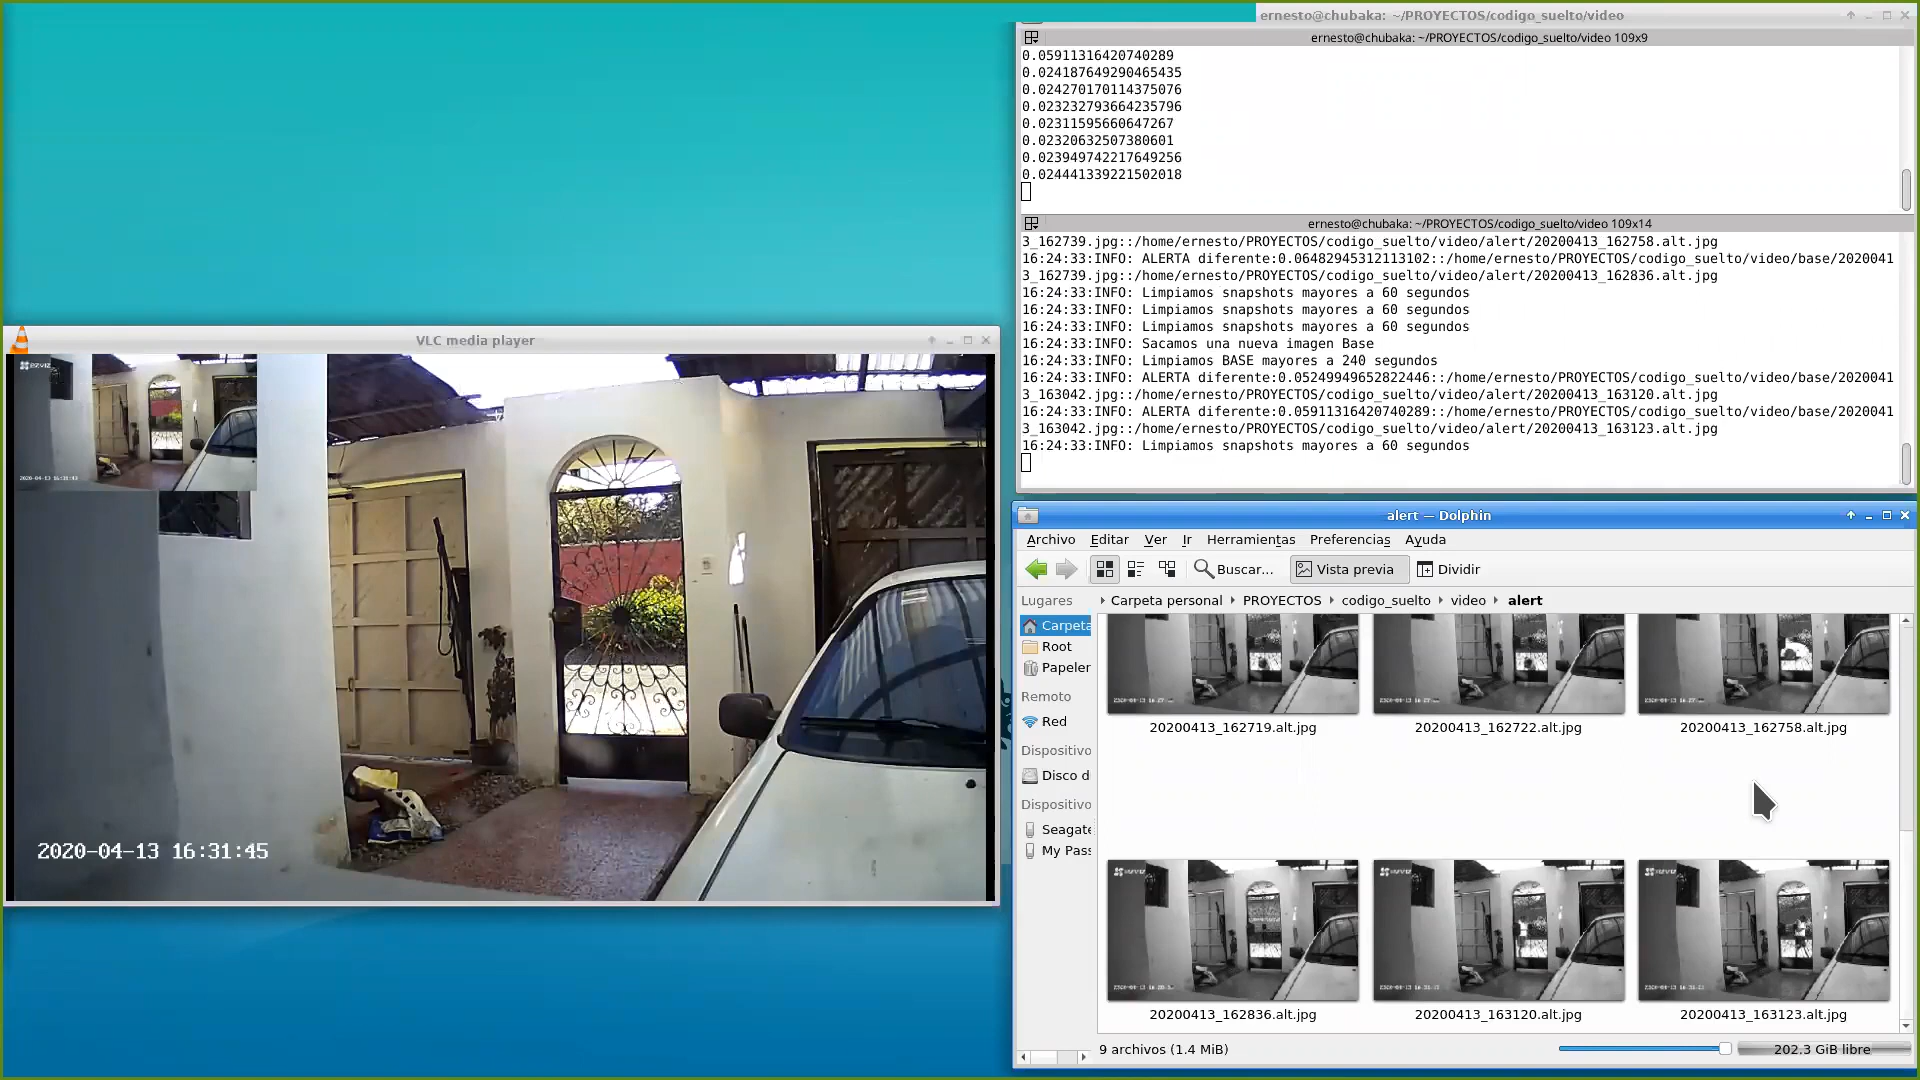 ernesto@chubaka: ~/PROYECTOS/codigo_suelto/video
ernesto@chubaka: ~/PROYECTOS/codigo_suelto/video 109x9
0.05911316420740289
0.024187649290465435
0.024270170114375076
0.023232793664235796
0.02311595660647267
0.02320632507380601
0.023949742217649256
0.024441339221502018
ernesto@chubaka: ~/PROYECTOS/codigo_suelto/video 109x14
3_162739.jpg::/home/ernesto/PROYECTOS/codigo_suelto/video/alert/20200413_162758.alt.jpg
16:24:33:INFO: ALERTA diferente:0.06482945312113102::/home/ernesto/PROYECTOS/codigo_suelto/video/base/2020041
3_162739.jpg::/home/ernesto/PROYECTOS/codigo_suelto/video/alert/20200413_162836.alt.jpg
16:24:33:INFO: Limpiamos snapshots mayores a 60 segundos
16:24:33:INFO: Limpiamos snapshots mayores a 60 segundos
16:24:33:INFO: Limpiamos snapshots mayores a 60 segundos
16:24:33:INFO: Sacamos una nueva imagen Base
16:24:33:INFO: Limpiamos BASE mayores a 240 segundos
16:24:33:INFO: ALERTA diferente:0.05249949652822446::/home/ernesto/PROYECTOS/codigo_suelto/video/base/2020041
3_163042.jpg::/home/ernesto/PROYECTOS/codigo_suelto/video/alert/20200413_163120.alt.jpg
16:24:33:INFO: ALERTA diferente:0.05911316420740289::/home/ernesto/PROYECTOS/codigo_suelto/video/base/2020041
3_163042.jpg::/home/ernesto/PROYECTOS/codigo_suelto/video/alert/20200413_163123.alt.jpg
16:24:33:INFO: Limpiamos snapshots mayores a 60 segundos
VLC media player
2020-04-13 16:31:45
alert — Dolphin
Archivo Editar Ver Ir Herramientas Preferencias Ayuda
Buscar... Vista previa Dividir
Lugares
Carpeta personal PROYECTOS codigo_suelto video alert
Carpeta
Root
Papeler
Remoto
Red
Dispositivo
Disco d
Dispositivo
Seagate
My Pass
20200413_162719.alt.jpg 20200413_162722.alt.jpg 20200413_162758.alt.jpg
20200413_162836.alt.jpg 20200413_163120.alt.jpg 20200413_163123.alt.jpg
9 archivos (1.4 MiB) 202.3 GiB libre